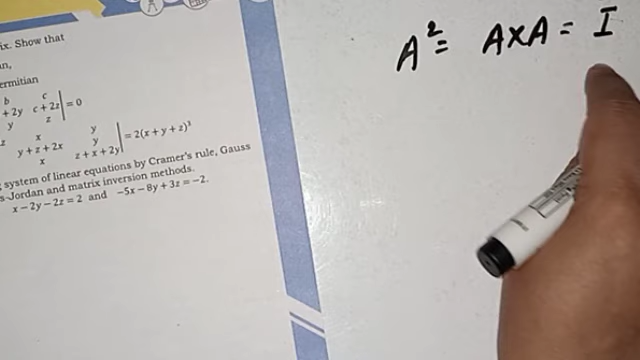 ix. Show that
an,
ermitian
b c
+2y c+2z |=0
y z
z x y
y+z+2x y |=2(x+y+z)³
x z+x+2y
system of linear equations by Cramer's rule, Gauss
s-Jordan and matrix inversion methods.
x-2y-2z=2 and -5x-8y+3z=-2.
A² = A×A = I